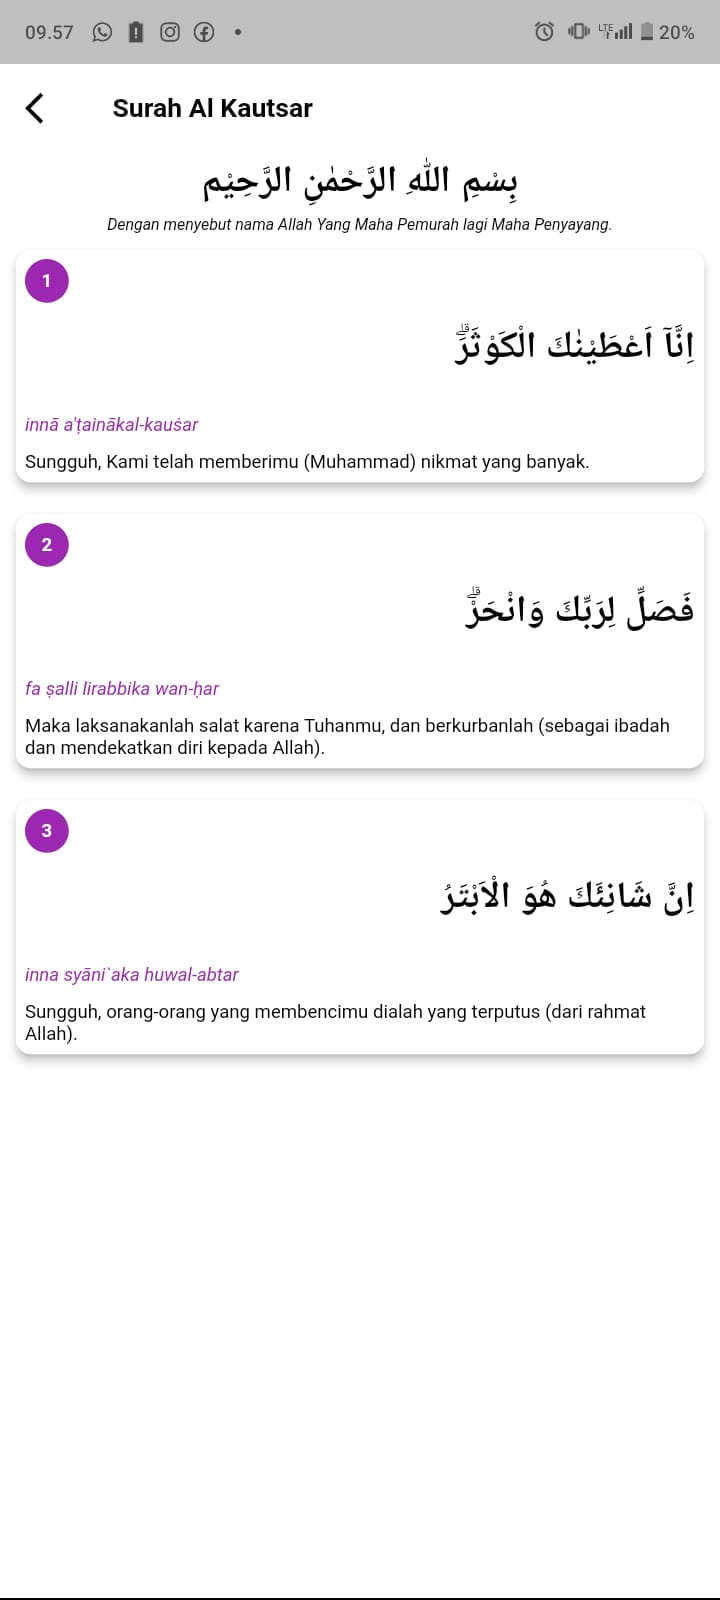 09.57
LTE
20%
Surah Al Kautsar
بِسْمِ اللّٰهِ الرَّحْمٰنِ الرَّحِيْمِ
Dengan menyebut nama Allah Yang Maha Pemurah lagi Maha Penyayang.
1
اِنَّآ اَعْطَيْنٰكَ الْكَوْثَرَۗ
innā a'ṭainākal-kauṡar
Sungguh, Kami telah memberimu (Muhammad) nikmat yang banyak.
2
فَصَلِّ لِرَبِّكَ وَانْحَرْۗ
fa ṣalli lirabbika wan-ḥar
Maka laksanakanlah salat karena Tuhanmu, dan berkurbanlah (sebagai ibadah
dan mendekatkan diri kepada Allah).
3
اِنَّ شَانِئَكَ هُوَ الْاَبْتَرُ
inna syāni`aka huwal-abtar
Sungguh, orang-orang yang membencimu dialah yang terputus (dari rahmat
Allah).